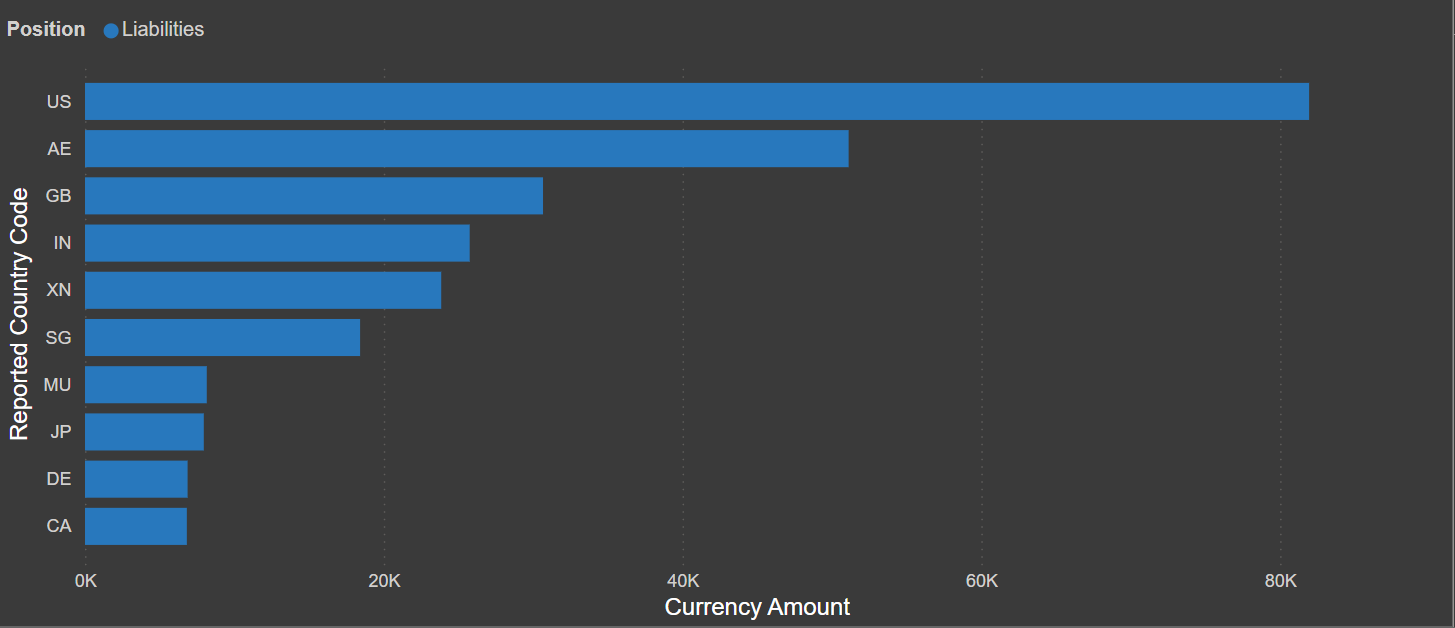 Position Liabilities
US
AE
GB
IN
XN
SG
MU
JP
DE
CA
Reported Country Code
0K 20K 40K 60K 80K
Currency Amount